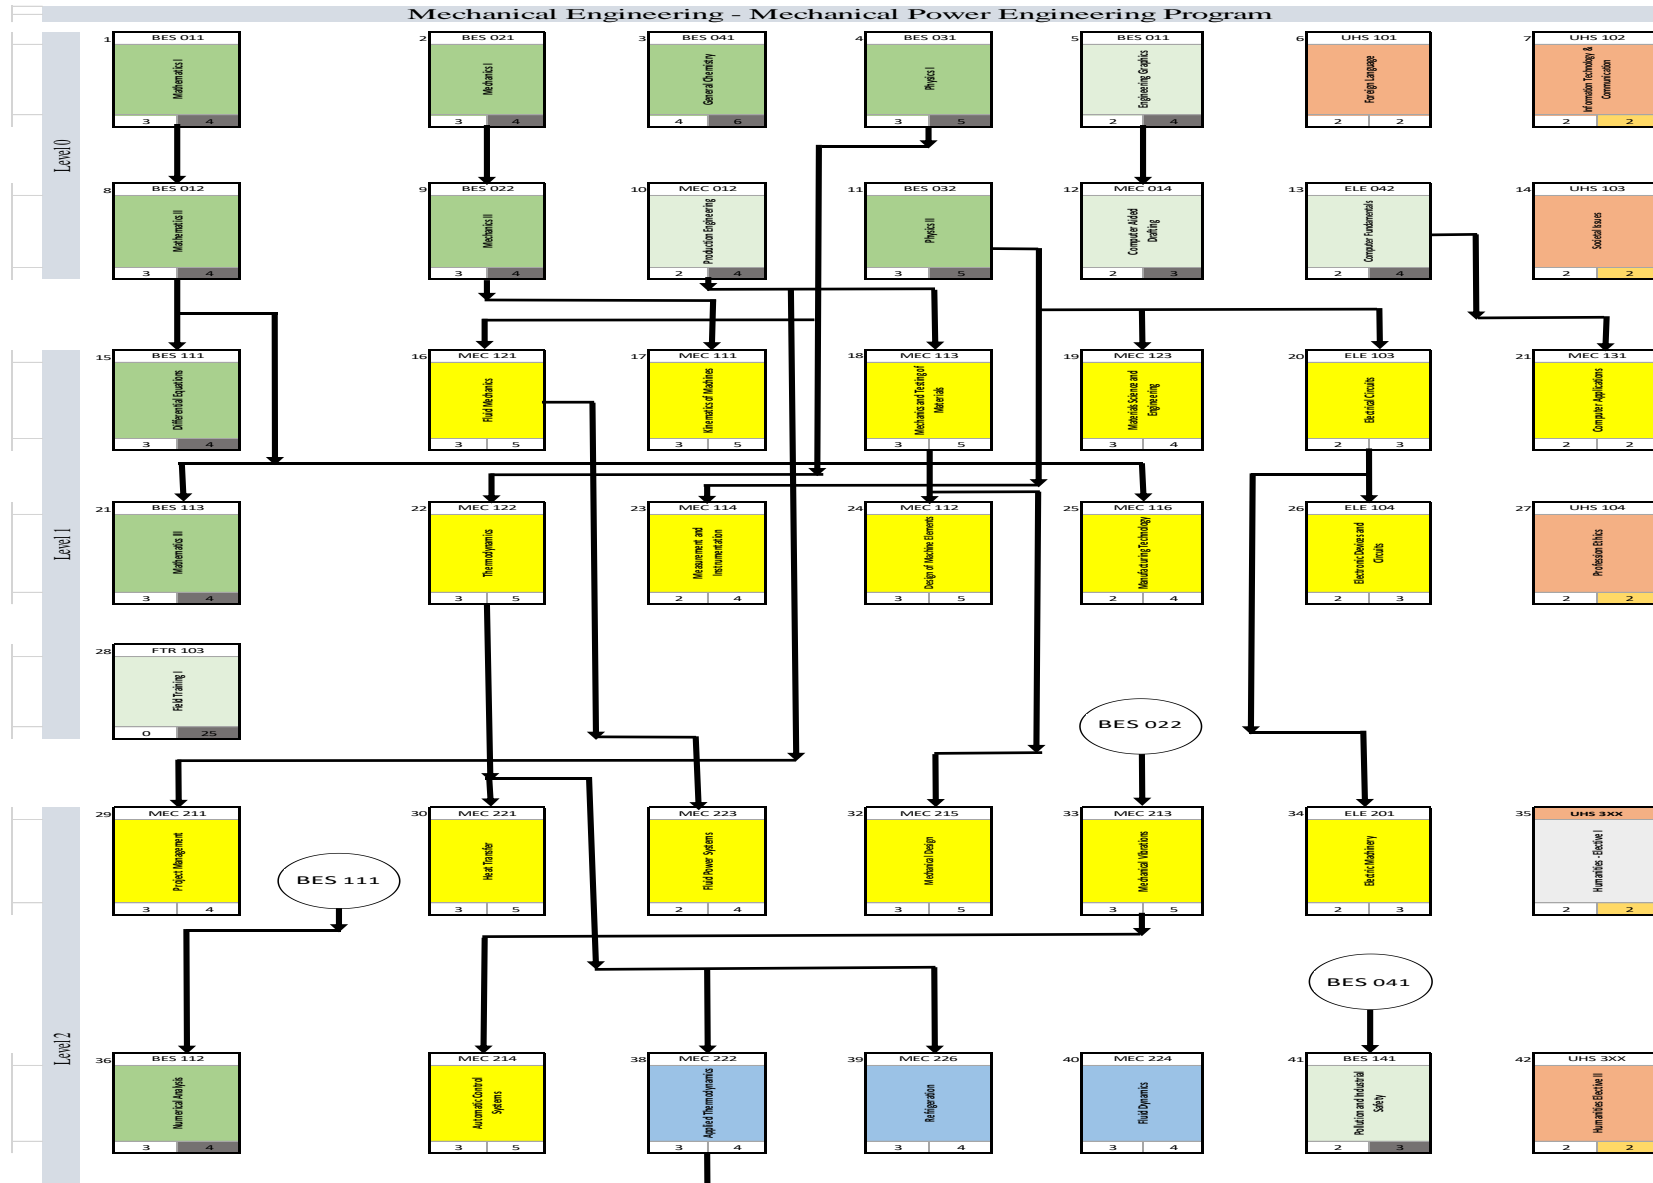 Mechanical Engineering - Mechanical Power Engineering Program
Level 0
1
BES 011
Mathematics I
3 4
2
BES 021
Mechanics I
3 4
3
BES 041
General Chemistry
4 6
4
BES 031
Physics I
3 5
5
BES 011
Engineering Graphics
2 4
6
UHS 101
Foreign Language
2 2
7
UHS 102
Information Technology &
Communication
2 2
8
BES 012
Mathematics II
3 4
9
BES 022
Mechanics II
3 4
10
MEC 012
Production Engineering
2 4
11
BES 032
Physics II
3 5
12
MEC 014
Computer Aided
Drafting
2 3
13
ELE 042
Computer Fundamentals
2 4
14
UHS 103
Societal Issues
2 2
Level 1
15
BES 111
Differential Equations
3 4
16
MEC 121
Fluid Mechanics
3 5
17
MEC 111
Kinematics of Machines
3 5
18
MEC 113
Mechanics and Testing of
Materials
3 5
19
MEC 123
Materials Science and
Engineering
3 4
20
ELE 103
Electrical Circuits
2 3
21
MEC 131
Computer Applications
2 2
21
BES 113
Mathematics III
3 4
22
MEC 122
Thermodynamics
3 5
23
MEC 114
Measurement and
Instrumentation
2 4
24
MEC 112
Design of Machine Elements
3 5
25
MEC 116
Manufacturing Technology
2 4
26
ELE 104
Electronic Devices and
Circuits
2 3
27
UHS 104
Profession Ethics
2 2
28
FTR 103
Field Training I
0 25
BES 022
Level 2
29
MEC 211
Project Management
3 4
30
MEC 221
Heat Transfer
3 5
31
MEC 223
Fluid Power Systems
2 4
32
MEC 215
Mechanical Design
3 5
33
MEC 213
Mechanical Vibrations
3 5
34
ELE 201
Electric Machinery
2 3
35
UHS 3XX
Humanities - Elective I
2 2
BES 111
BES 041
36
BES 112
Numerical Analysis
3 4
MEC 214
Automatic Control
Systems
3 5
38
MEC 222
Applied Thermodynamics
3 4
39
MEC 226
Refrigeration
3 4
40
MEC 224
Fluid Dynamics
3 4
41
BES 141
Pollution and Industrial
Safety
2 3
42
UHS 3XX
Humanities Elective II
2 2